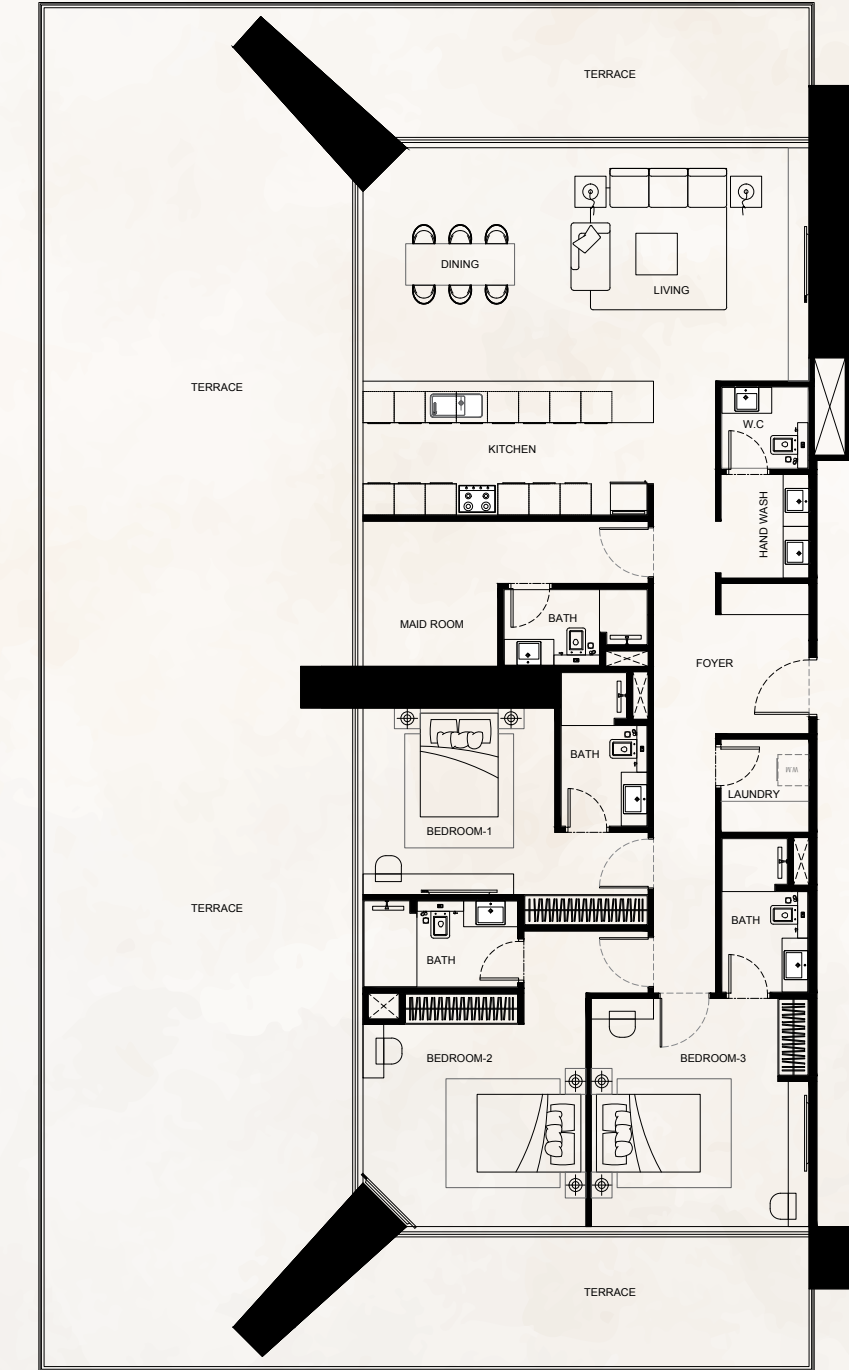 TERRACE
DINING
LIVING
TERRACE
W.C
KITCHEN
HAND WASH
BATH
MAID ROOM
FOYER
BATH
W.M
LAUNDRY
BEDROOM-1
TERRACE
BATH
BATH
BEDROOM-2
BEDROOM-3
TERRACE